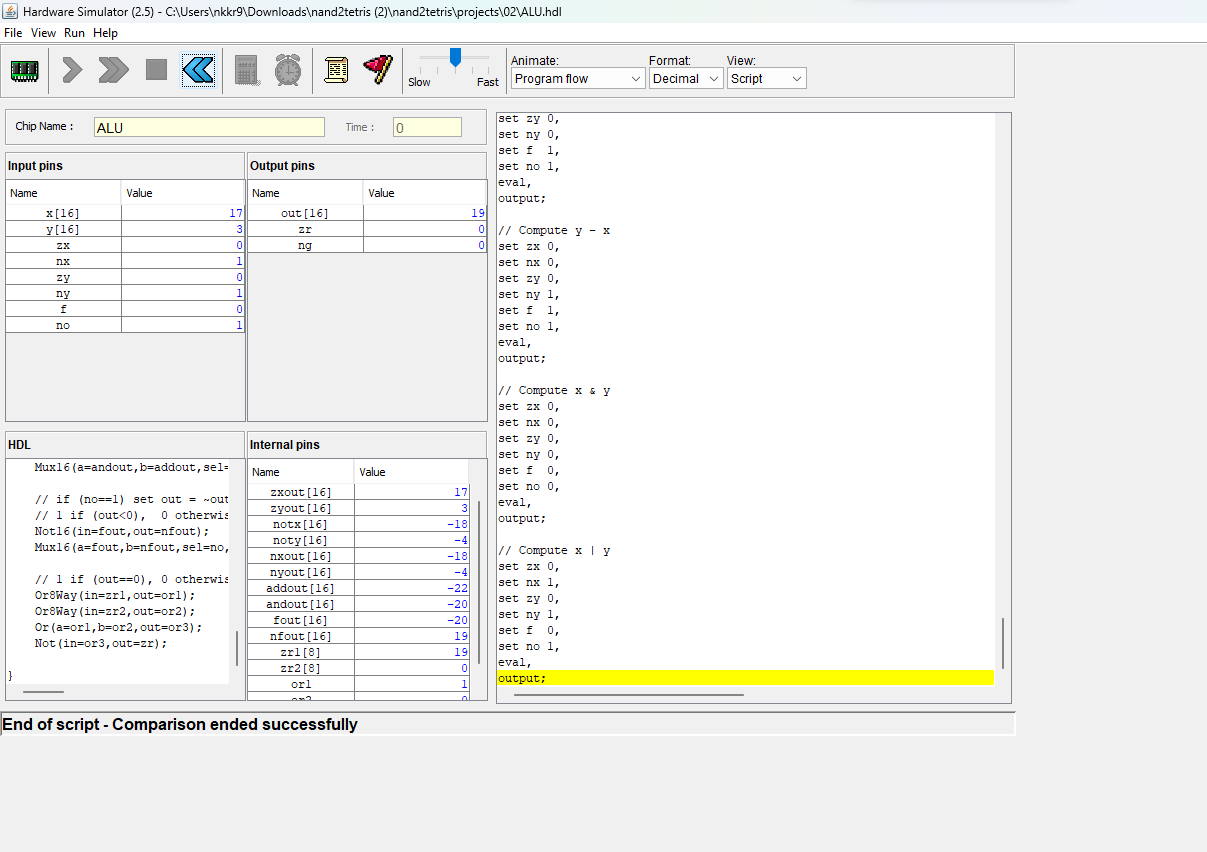 Hardware Simulator (2.5) - C:\Users\nkkr9\Downloads\nand2tetris (2)\nand2tetris\projects\02\ALU.hdl
File View Run Help
Slow Fast
Animate: Format: View:
Program flow Decimal Script
Chip Name : ALU Time : 0
Input pins
Name Value
x[16] 17
y[16] 3
zx 0
nx 1
zy 0
ny 1
f 0
no 1
Output pins
Name Value
out[16] 19
zr 0
ng 0
HDL
Mux16(a=andout,b=addout,sel=
// if (no==1) set out = ~out
// 1 if (out<0), 0 otherwis
Not16(in=fout,out=nfout);
Mux16(a=fout,b=nfout,sel=no,
// 1 if (out==0), 0 otherwis
Or8Way(in=zr1,out=or1);
Or8Way(in=zr2,out=or2);
Or(a=or1,b=or2,out=or3);
Not(in=or3,out=zr);
}
Internal pins
Name Value
zxout[16] 17
zyout[16] 3
notx[16] -18
noty[16] -4
nxout[16] -18
nyout[16] -4
addout[16] -22
andout[16] -20
fout[16] -20
nfout[16] 19
zr1[8] 19
zr2[8] 0
or1 1
or2 0
set zy 0,
set ny 0,
set f 1,
set no 1,
eval,
output;
// Compute y - x
set zx 0,
set nx 0,
set zy 0,
set ny 1,
set f 1,
set no 1,
eval,
output;
// Compute x & y
set zx 0,
set nx 0,
set zy 0,
set ny 0,
set f 0,
set no 0,
eval,
output;
// Compute x | y
set zx 0,
set nx 1,
set zy 0,
set ny 1,
set f 0,
set no 1,
eval,
output;
End of script - Comparison ended successfully